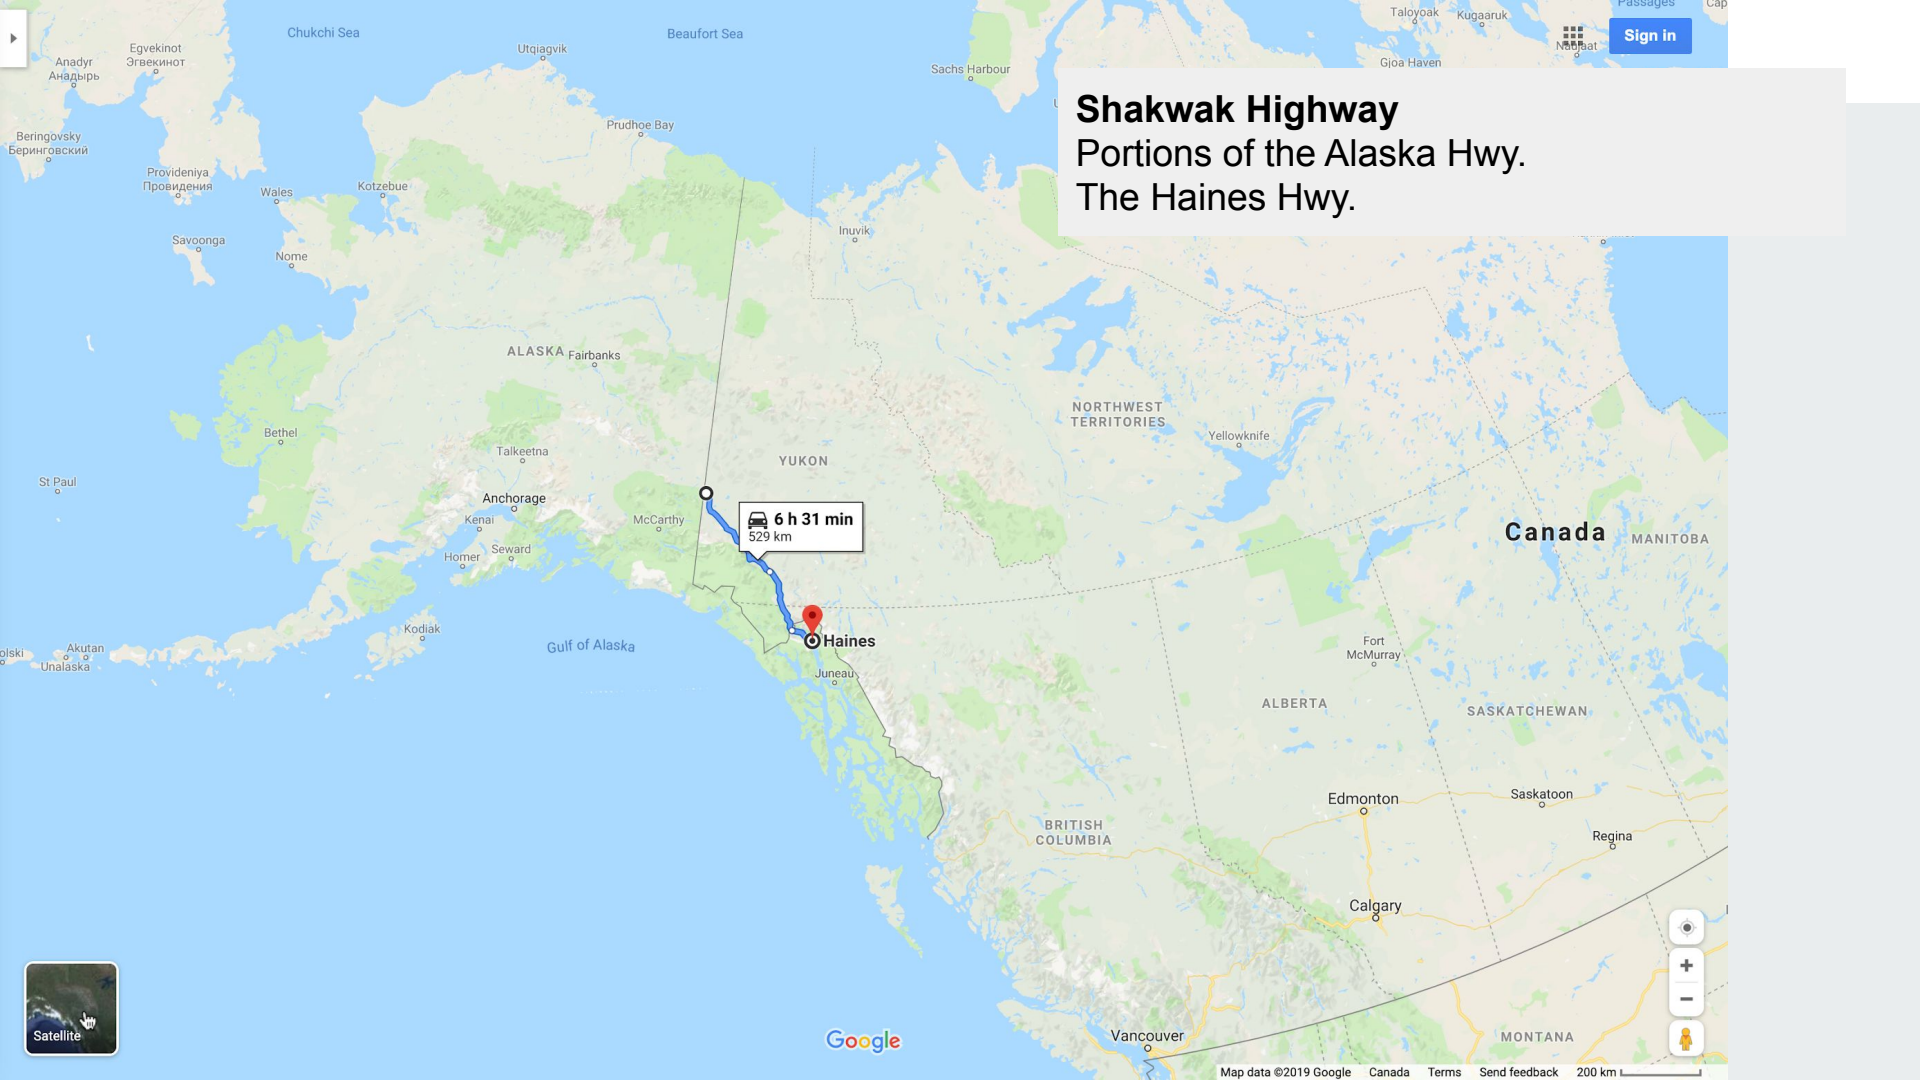 Shakwak Highway
Portions of the Alaska Hwy.
The Haines Hwy.
Sign in
Chukchi Sea
Beaufort Sea
Taloyoak
Kugaaruk
Passages
Naujaat
Gjoa Haven
Sachs Harbour
Utqiagvik
Egvekinot
Эгвекинот
Anadyr
Анадырь
Prudhoe Bay
Beringovsky
Беринговский
Provideniya
Провидения
Wales
Kotzebue
Savoonga
Nome
Inuvik
ALASKA
Fairbanks
NORTHWEST
TERRITORIES
Yellowknife
Bethel
Talkeetna
YUKON
St Paul
Anchorage
Kenai
McCarthy
6 h 31 min
529 km
Canada
MANITOBA
Homer
Seward
Kodiak
Gulf of Alaska
Haines
Juneau
Akutan
Unalaska
olski
Fort
McMurray
ALBERTA
SASKATCHEWAN
Edmonton
Saskatoon
BRITISH
COLUMBIA
Regina
Calgary
Vancouver
MONTANA
Satellite
Google
Map data ©2019 Google Canada Terms Send feedback 200 km